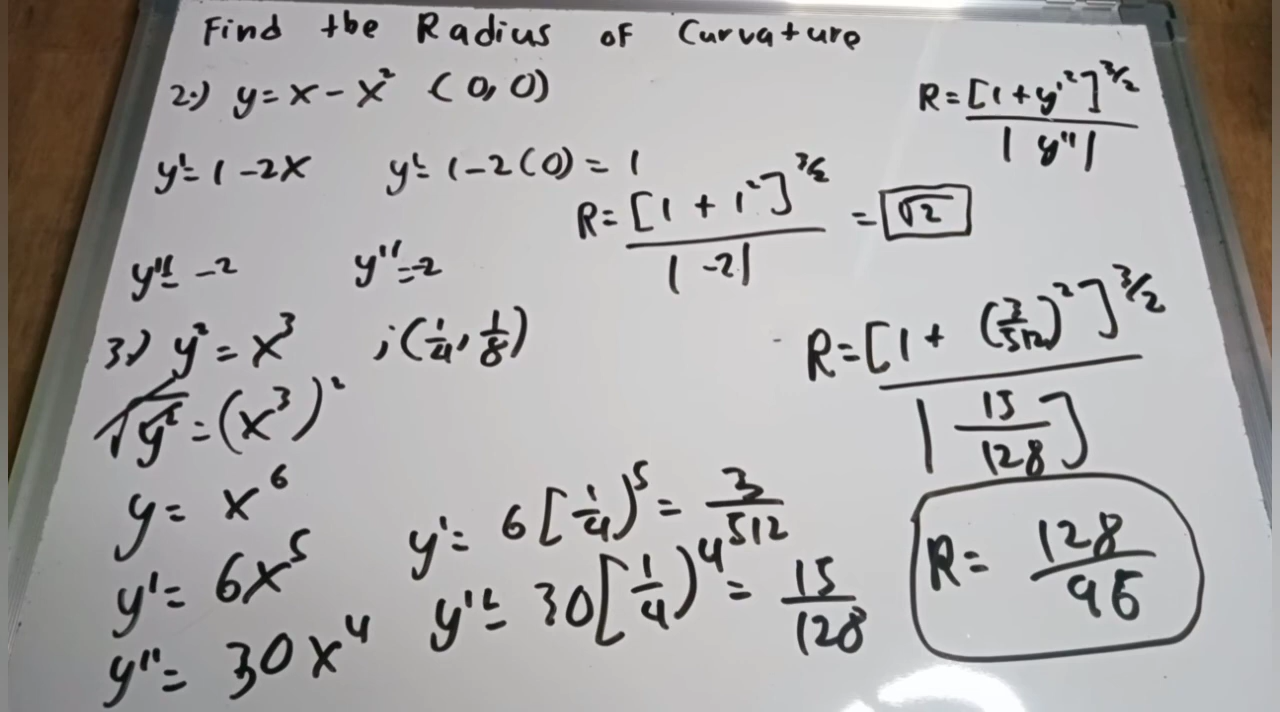 Find the Radius of Curvature
2.) y = x - x² (0,0)
R = [1 + y'²]^3/2 / |y''|
y' = 1 - 2x y' = 1 - 2(0) = 1
R = [1 + 1²]^3/2 / |-2| = √2
y'' = -2 y'' = -2
3.) y² = x³ ; (1/4, 1/8)
√y² = (x³)²
y = x⁶
y' = 6x⁵ y' = 6[1/4)⁵ = 3/512
y'' = 30x⁴ y'' = 30[1/4)⁴ = 15/128
R = [1 + (3/512)²]^3/2 / |15/128]
R = 128/96